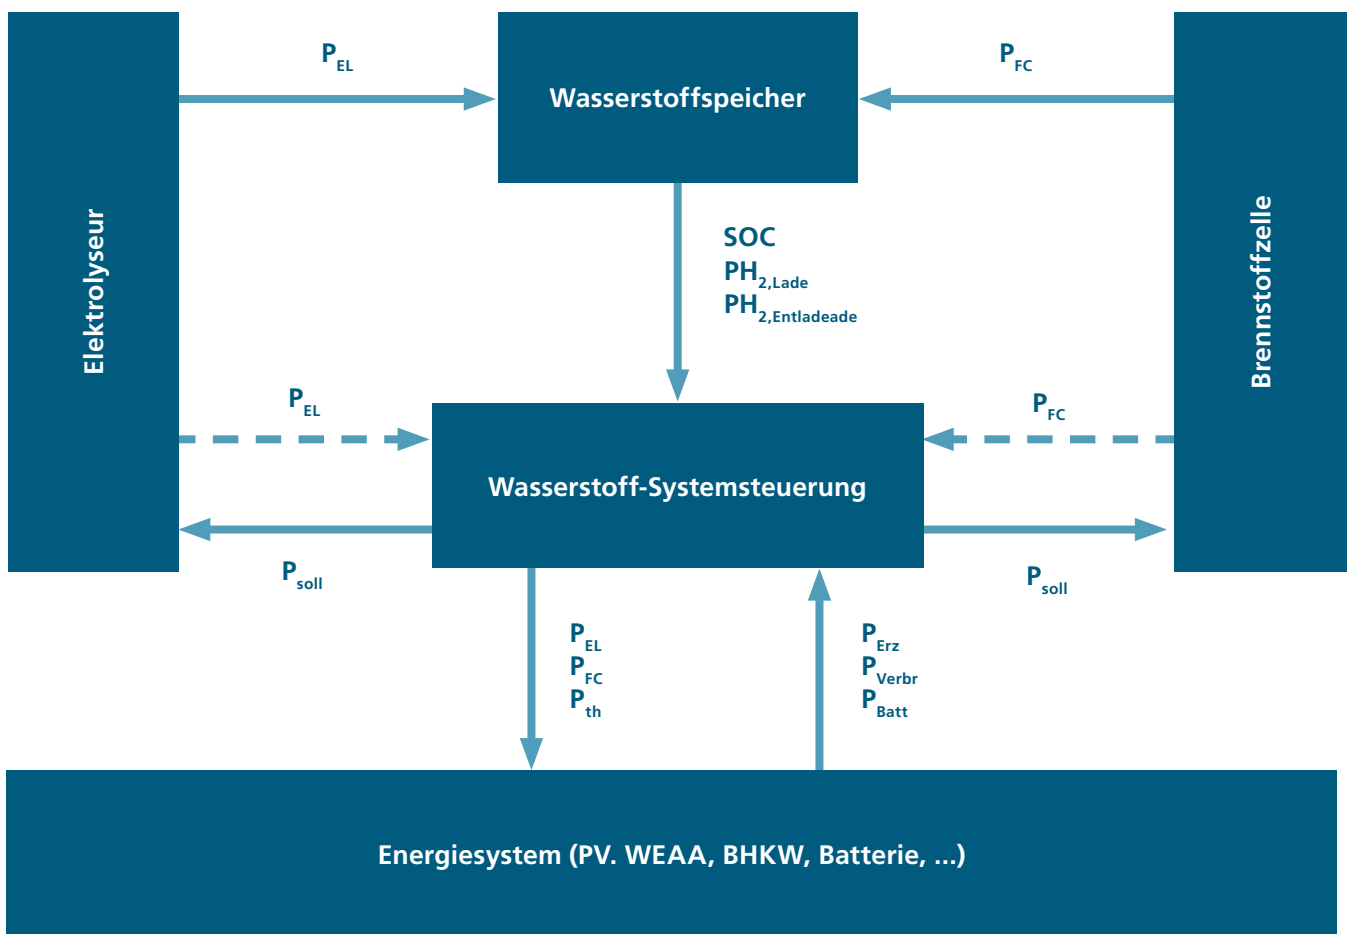 P_EL
P_FC
Wasserstoffspeicher
Elektrolyseur
Brennstoffzelle
SOC
PH_2,Lade
PH_2,Entladeade
P_EL
P_FC
Wasserstoff-Systemsteuerung
P_soll
P_soll
P_EL
P_FC
P_th
P_Erz
P_Verbr
P_Batt
Energiesystem (PV. WEAA, BHKW, Batterie, ...)